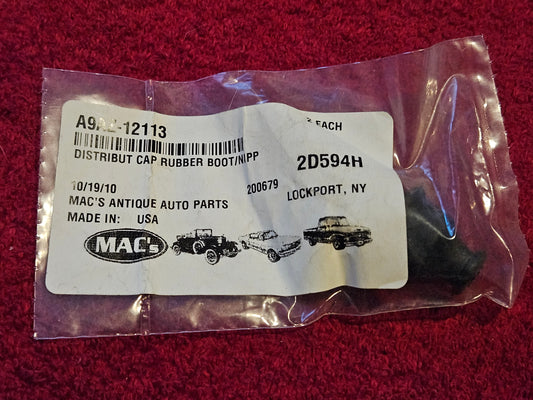 -12113
EACH
DISTRIBUT CAP RUBBER BOOT/NIPP
2D594H
10/19/10
200679
LOCKPORT, NY
MAC'S ANTIQUE AUTO PARTS
MADE IN: USA
MAC's